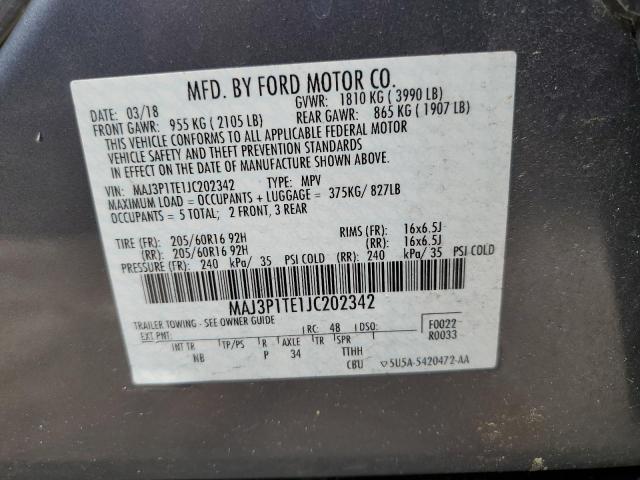 MFD. BY FORD MOTOR CO.
DATE: 03/18 GVWR: 1810 KG ( 3990 LB)
FRONT GAWR: 955 KG ( 2105 LB) REAR GAWR: 865 KG ( 1907 LB)
THIS VEHICLE CONFORMS TO ALL APPLICABLE FEDERAL MOTOR
VEHICLE SAFETY AND THEFT PREVENTION STANDARDS
IN EFFECT ON THE DATE OF MANUFACTURE SHOWN ABOVE.
VIN: MAJ3P1TE1JC202342 TYPE: MPV
MAXIMUM LOAD = OCCUPANTS + LUGGAGE = 375KG/ 827LB
OCCUPANTS = 5 TOTAL; 2 FRONT, 3 REAR
TIRE (FR): 205/60R16 92H RIMS (FR): 16x6.5J
(RR): 205/60R16 92H (RR): 16x6.5J
PRESSURE (FR): 240 kPa/ 35 PSI COLD (RR): 240 kPa/ 35 PSI COLD
MAJ3P1TE1JC202342
TRAILER TOWING - SEE OWNER GUIDE
EXT PNT: RC: 48 DSO: F0022
R0033
INT TR TP/PS R AXLE TR SPR
NB P 34 TTHH
CBU 5U5A-5420472-AA